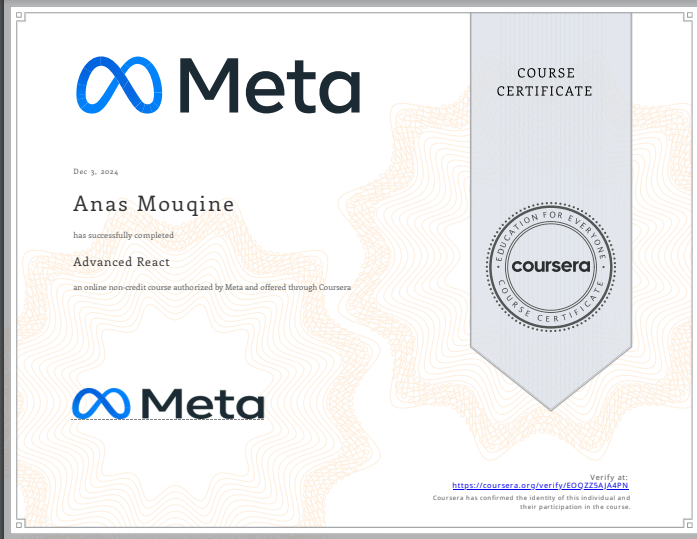 Meta
COURSE
CERTIFICATE
Dec 3, 2024
Anas Mouqine
has successfully completed
Advanced React
an online non-credit course authorized by Meta and offered through Coursera
EDUCATION FOR EVERYONE
coursera
COURSE CERTIFICATE
Meta
Verify at:
https://coursera.org/verify/EOQZZ5AJA4PN
Coursera has confirmed the identity of this individual and
their participation in the course.